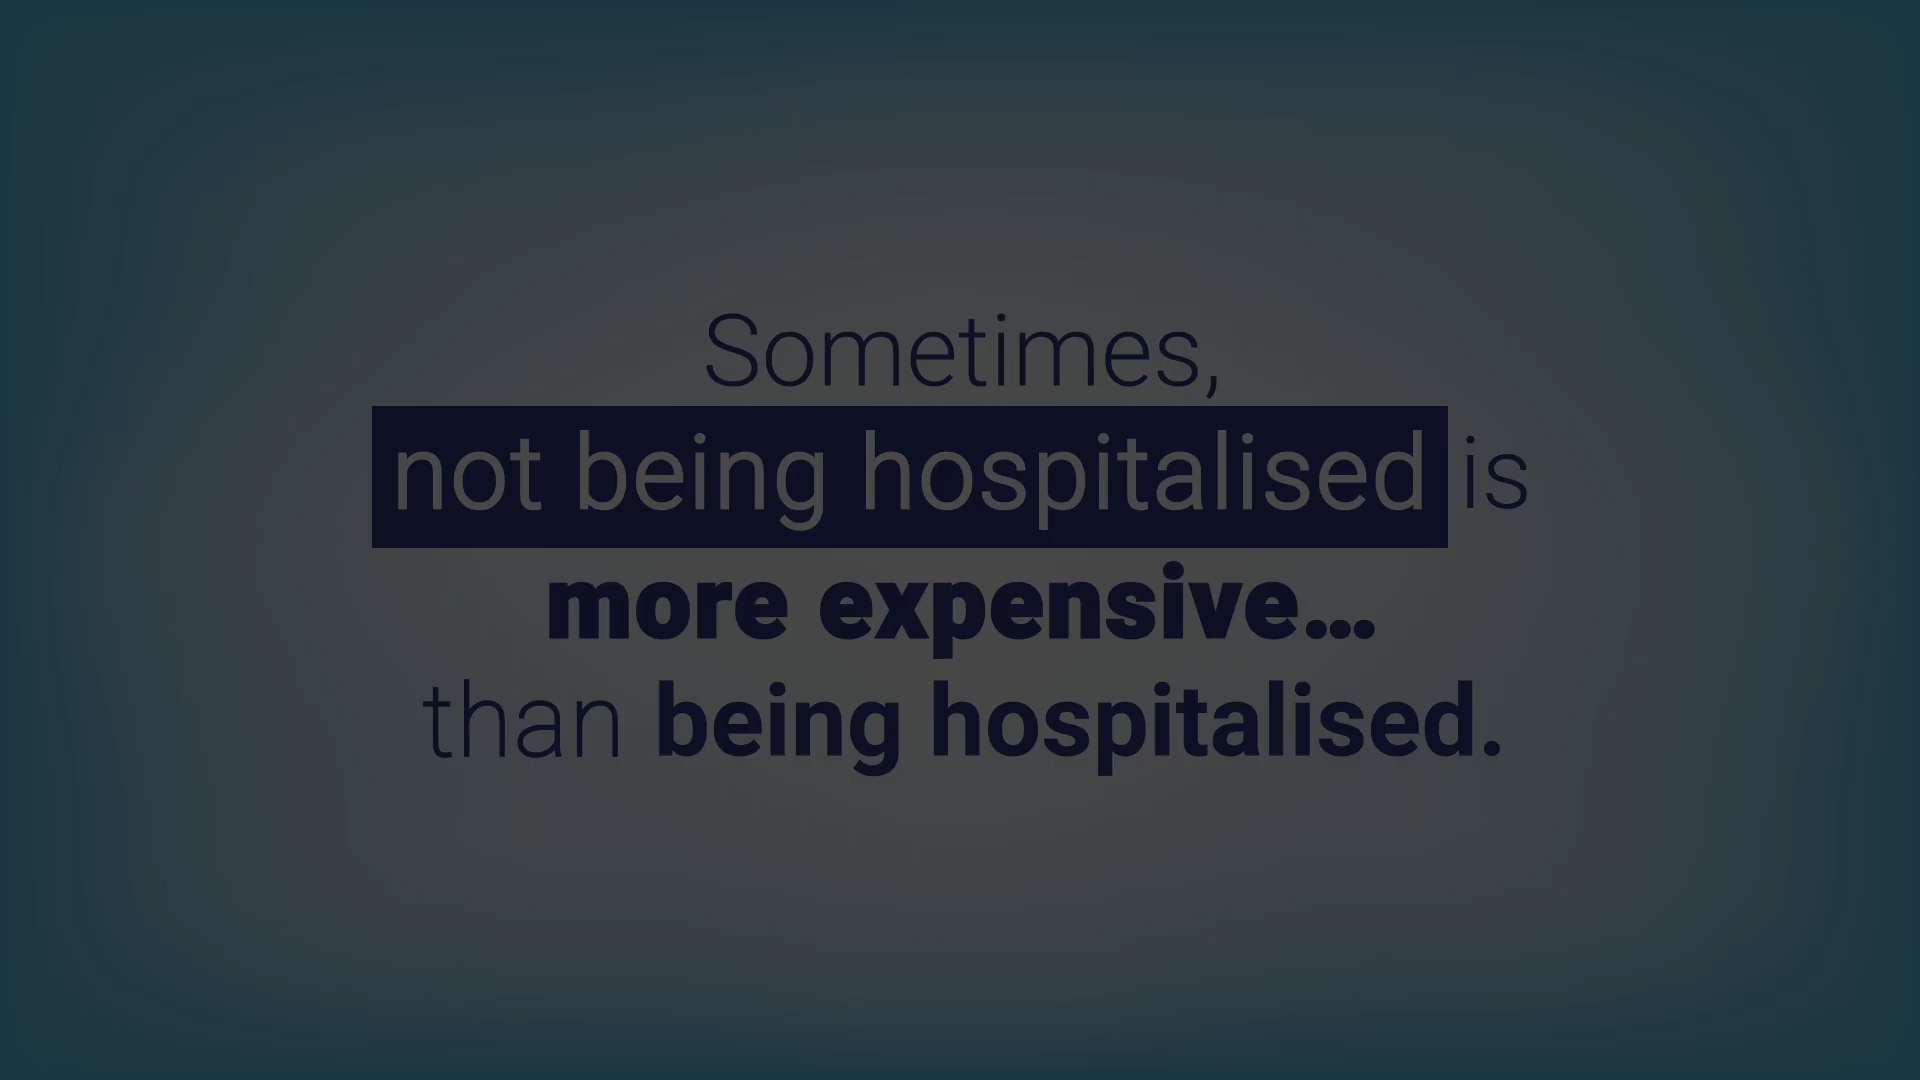 Sometimes,
not being hospitalised is
more expensive...
than being hospitalised.